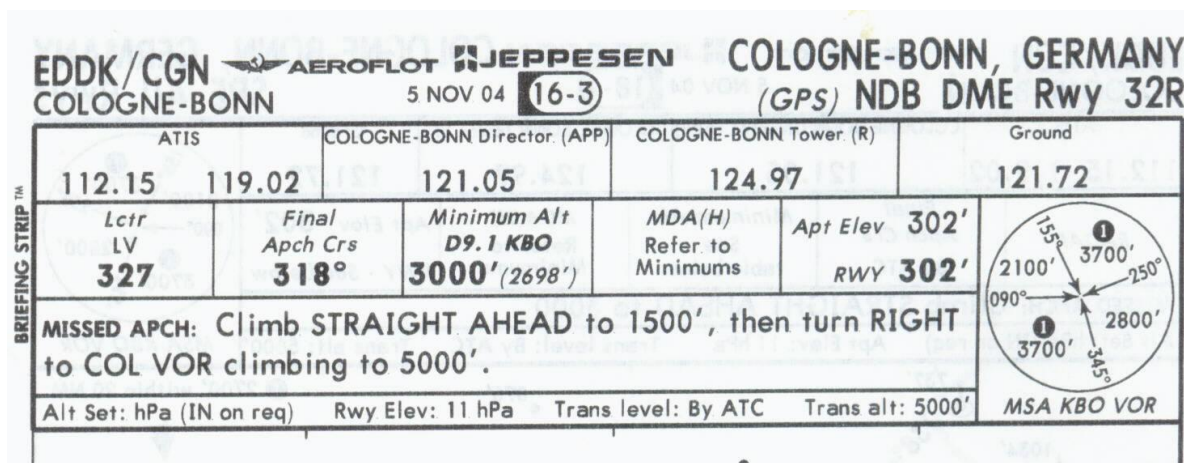 EDDK/CGN AEROFLOT JEPPESEN COLOGNE-BONN, GERMANY
COLOGNE-BONN 5 NOV 04 16-3 (GPS) NDB DME Rwy 32R
BRIEFING STRIP™
ATIS
112.15 119.02
COLOGNE-BONN Director (APP)
121.05
COLOGNE-BONN Tower (R)
124.97
Ground
121.72
Lctr
LV
327
Final
Apch Crs
318°
Minimum Alt
D9.1 KBO
3000' (2698')
MDA(H)
Refer to
Minimums
Apt Elev 302'
RWY 302'
155°
1
3700'
2100'
250°
090°
2800'
1
3700'
345°
MSA KBO VOR
MISSED APCH: Climb STRAIGHT AHEAD to 1500', then turn RIGHT
to COL VOR climbing to 5000'.
Alt Set: hPa (IN on req) Rwy Elev: 11 hPa Trans level: By ATC Trans alt: 5000'